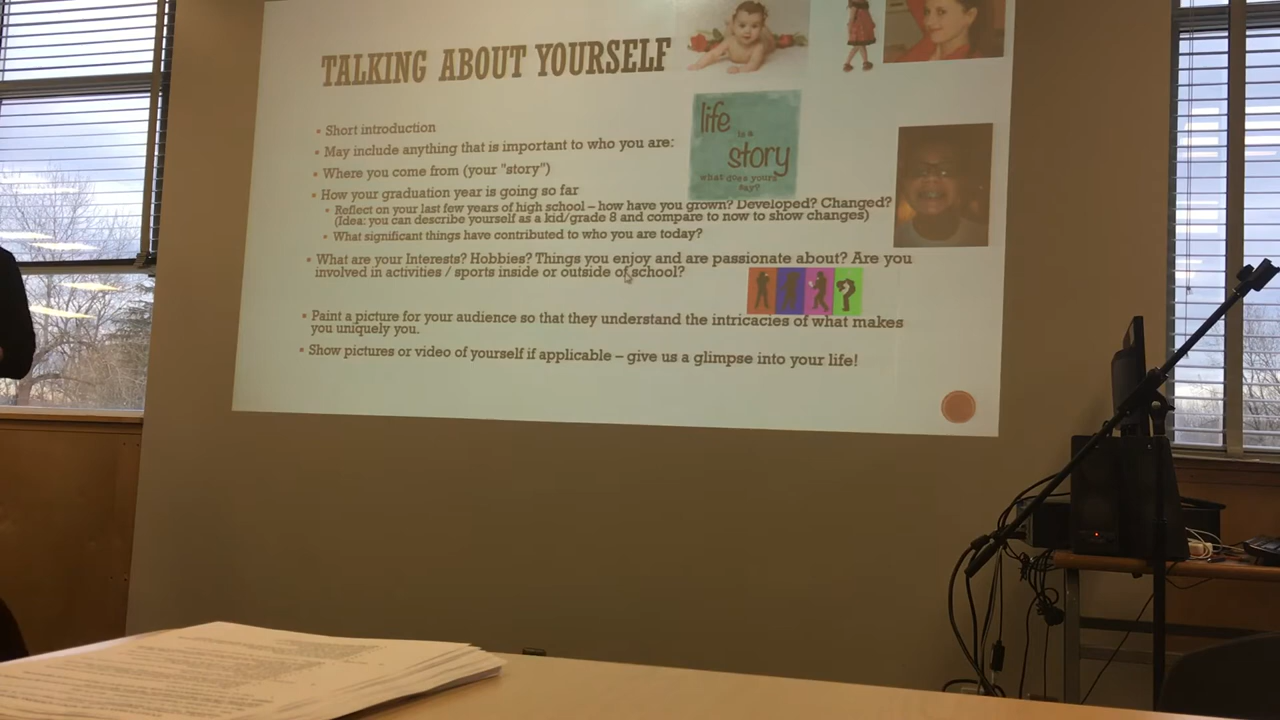 TALKING ABOUT YOURSELF
Short introduction
May include anything that is important to who you are:
Where you come from (your "story")
How your graduation year is going so far
Reflect on your last few years of high school – how have you grown? Developed? Changed?
(Idea: you can describe yourself as a kid/grade 8 and compare to now to show changes)
What significant things have contributed to who you are today?
What are your Interests? Hobbies? Things you enjoy and are passionate about? Are you
involved in activities / sports inside or outside of school?
Paint a picture for your audience so that they understand the intricacies of what makes
you uniquely you.
Show pictures or video of yourself if applicable – give us a glimpse into your life!
life
is a
story
what does yours
say?